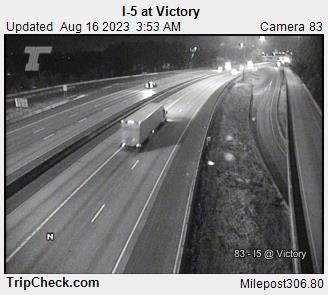 I-5 at Victory
Updated Aug 16 2023 3:53 AM Camera 83
T
N
83 - I5 @ Victory
TripCheck.com Milepost306.80